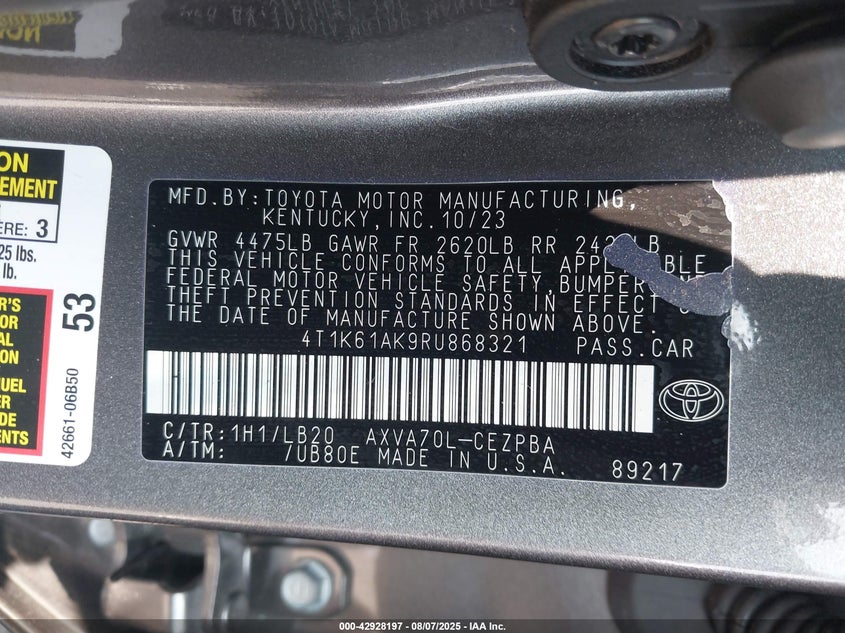 ON
EMENT
ERE: 3
25 lbs.
lb.
53
42661-06B50
MFD.BY:TOYOTA MOTOR MANUFACTURING,
KENTUCKY, INC. 10/23
GVWR 4475LB GAWR FR 2620LB RR LB
THIS VEHICLE CONFORMS TO ALL
FEDERAL MOTOR VEHICLE SAFETY, BUMPER
THEFT PREVENTION STANDARDS IN EFFECT
THE DATE OF MANUFACTURE SHOWN ABOVE.
4T1K61AK9RU868321 PASS.CAR
C/TR: 1H1/LB20 AXVA70L-CEZPBA
A/TM: /UB80E MADE IN U.S.A. 89217
000-42928197 - 08/07/2025 - IAA Inc.